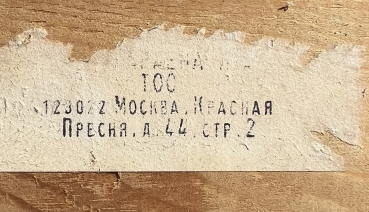 ТОО
123022 Москва, Красная
Пресня, д. 44, стр. 2